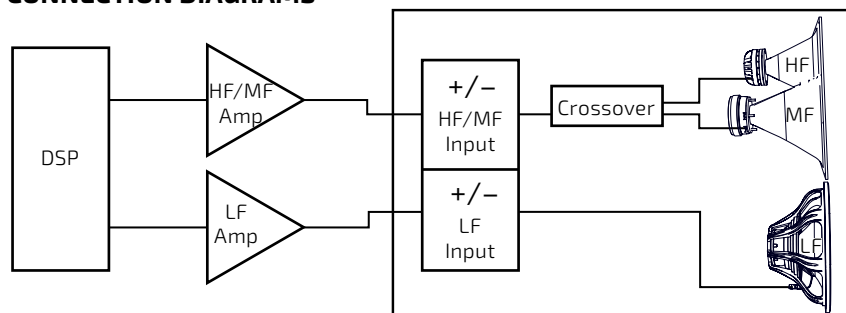 CONNECTION DIAGRAMS
DSP
HF/MF
Amp
LF
Amp
+/–
HF/MF
Input
+/–
LF
Input
Crossover
HF
MF
LF